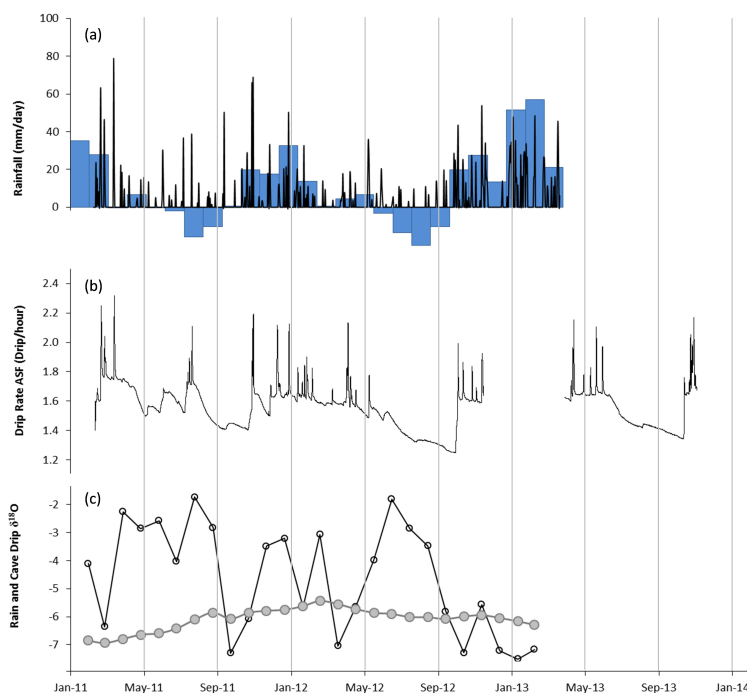 (a)
Rainfall (mm/day)
100
80
60
40
20
0
(b)
Drip Rate ASF (Drip/hour)
2.4
2.2
2.0
1.8
1.6
1.4
1.2
(c)
Rain and Cave Drip δ¹⁸O
-2
-3
-4
-5
-6
-7
Jan-11 May-11 Sep-11 Jan-12 May-12 Sep-12 Jan-13 May-13 Sep-13 Jan-14